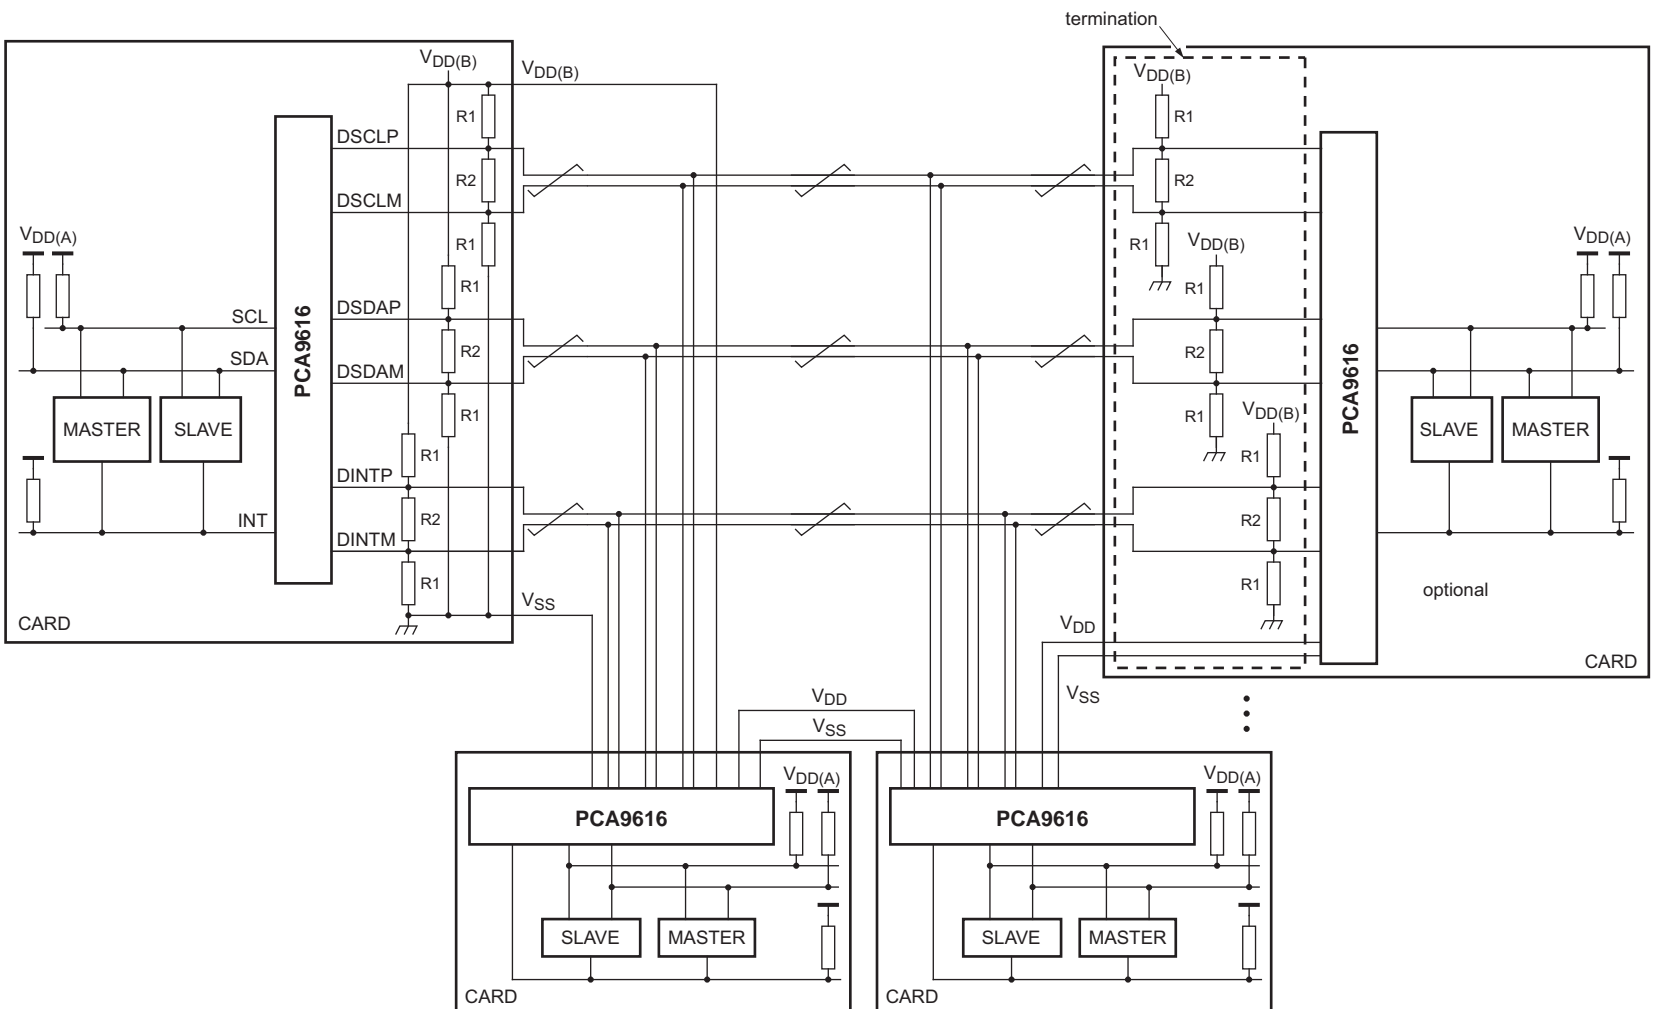 termination
VDD(B)
VDD(B)
VDD(B)
R1
R1
DSCLP
R2
R2
DSCLM
VDD(A)
R1
R1
VDD(B)
VDD(A)
R1
R1
SCL
DSDAP
PCA9616
R2
R2
PCA9616
SDA
DSDAM
R1
R1
VDD(B)
MASTER
SLAVE
SLAVE
MASTER
R1
R1
DINTP
INT
R2
R2
DINTM
R1
R1
optional
VSS
CARD
VDD
CARD
VDD
VSS
VSS
VDD(A)
VDD(A)
PCA9616
PCA9616
SLAVE
MASTER
SLAVE
MASTER
CARD
CARD